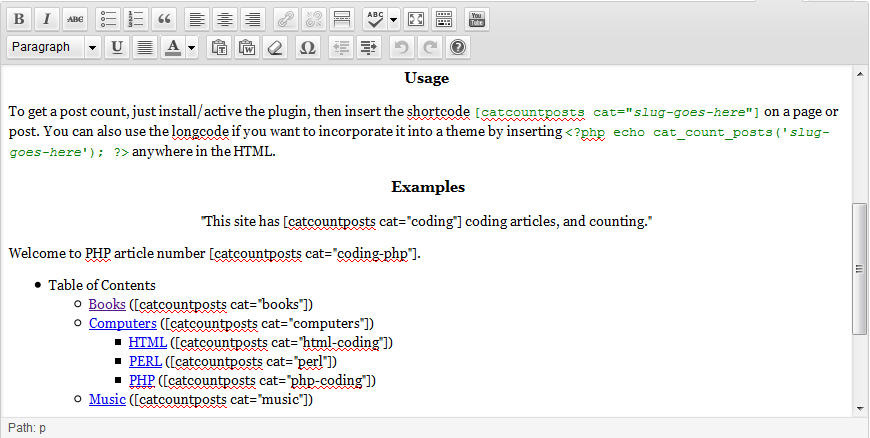 B I ABC ABC You Tube
Paragraph U A T W Ω ?
Usage
To get a post count, just install/active the plugin, then insert the shortcode [catcountposts cat="slug-goes-here"] on a page or
post. You can also use the longcode if you want to incorporate it into a theme by inserting <?php echo cat_count_posts('slug-
goes-here'); ?> anywhere in the HTML.
Examples
"This site has [catcountposts cat="coding"] coding articles, and counting."
Welcome to PHP article number [catcountposts cat="coding-php"].
Table of Contents
Books ([catcountposts cat="books"])
Computers ([catcountposts cat="computers"])
HTML ([catcountposts cat="html-coding"])
PERL ([catcountposts cat="perl"])
PHP ([catcountposts cat="php-coding"])
Music ([catcountposts cat="music"])
Path: p